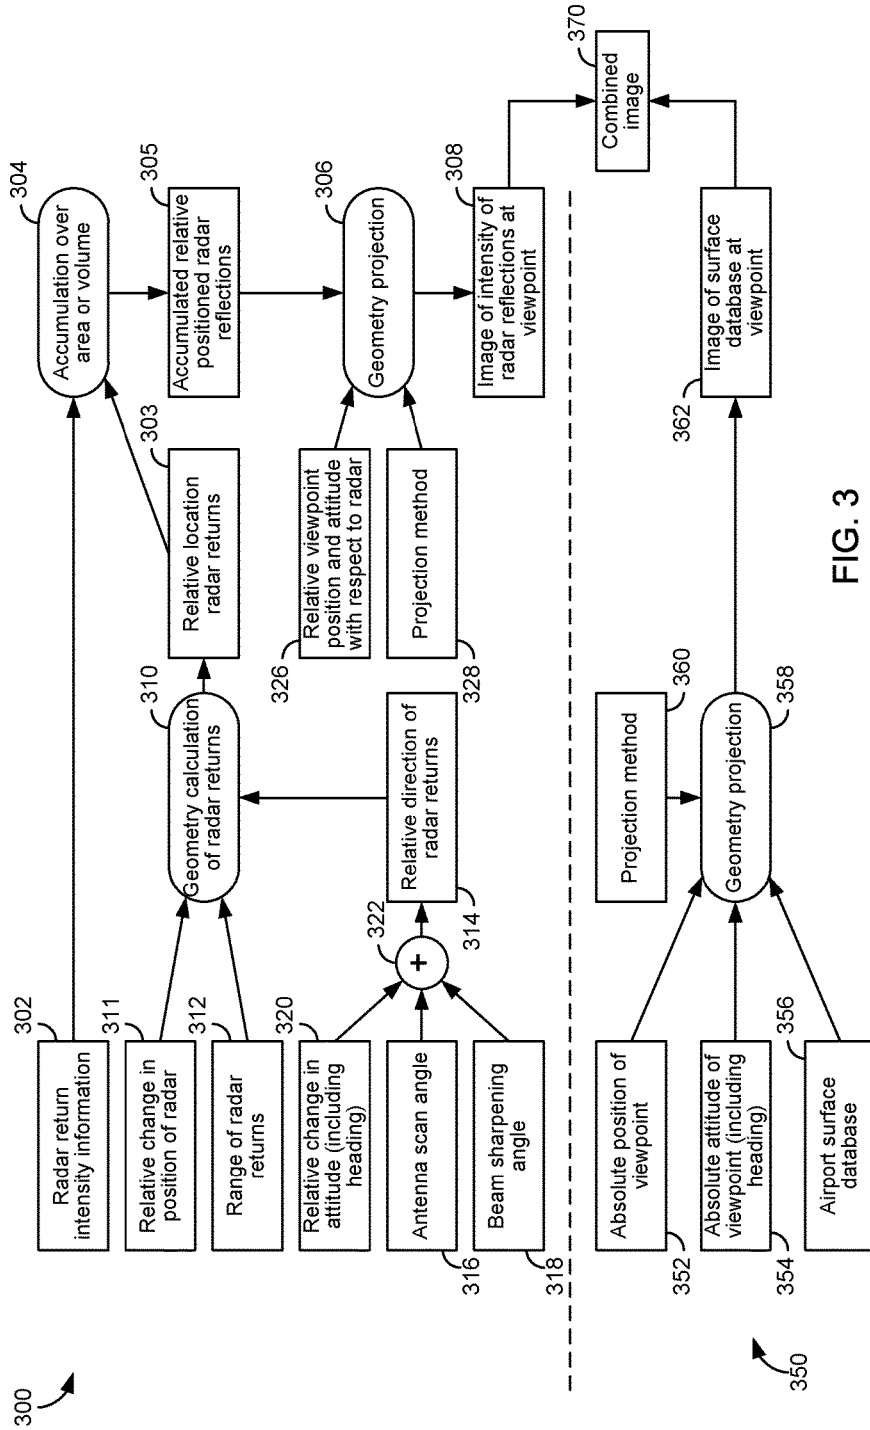 300
302
Radar return
intensity information
304
Accumulation over
area or volume
311
Relative change in
position of radar
310
Geometry calculation
of radar returns
303
Relative location
radar returns
305
Accumulated relative
positioned radar
reflections
312
Range of radar
returns
320
Relative change in
attitude (including
heading)
322
+
326
Relative viewpoint
position and attitude
with respect to radar
306
Geometry projection
316
Antenna scan angle
314
Relative direction of
radar returns
328
Projection method
318
Beam sharpening
angle
308
Image of intensity of
radar reflections at
viewpoint
370
Combined
image
350
352
Absolute position of
viewpoint
360
Projection method
354
Absolute attitude of
viewpoint (including
heading)
358
Geometry projection
362
Image of surface
database at
viewpoint
356
Airport surface
database
FIG. 3